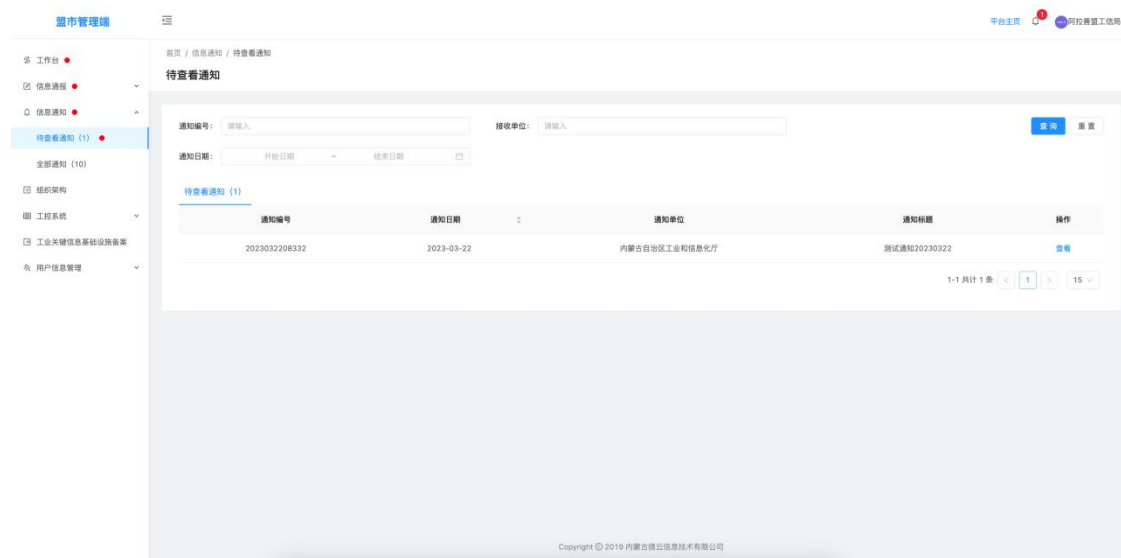 盟市管理端
平台主页
1
阿拉善盟工信局
工作台
信息通报
信息通知
待查看通知（1）
全部通知（10）
组织架构
工控系统
工业关键信息基础设施备案
用户信息管理
首页 / 信息通知 / 待查看通知
待查看通知
通知编号： 请输入 接收单位： 请输入 查 询 重 置
通知日期： 开始日期 ~ 结束日期
待查看通知（1）
通知编号 通知日期 通知单位 通知标题 操作
2023032208332 2023-03-22 内蒙古自治区工业和信息化厅 测试通知20230322 查看
1-1 共计 1 条 < 1 > 15
Copyright © 2019 内蒙古微云信息技术有限公司